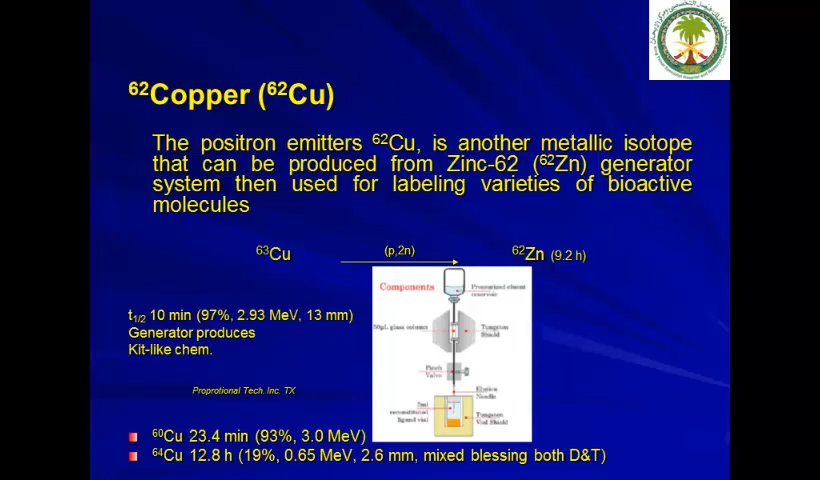 ⁶²Copper (⁶²Cu)
The positron emitters ⁶²Cu, is another metallic isotope
that can be produced from Zinc-62 (⁶²Zn) generator
system then used for labeling varieties of bioactive
molecules
⁶³Cu (p,2n) ⁶²Zn (9.2 h)
Components
Pressurized eluent
reservoir
t₁/₂ 10 min (97%, 2.93 MeV, 13 mm)
Generator produces
Kit-like chem.
50µL glass column
Tungsten
Shield
Pinch
Valve
Elution
Needle
Proprotional Tech. Inc. TX
ligand vial
Tungsten
Vial Shield
⁶⁰Cu 23.4 min (93%, 3.0 MeV)
⁶⁴Cu 12.8 h (19%, 0.65 MeV, 2.6 mm, mixed blessing both D&T)